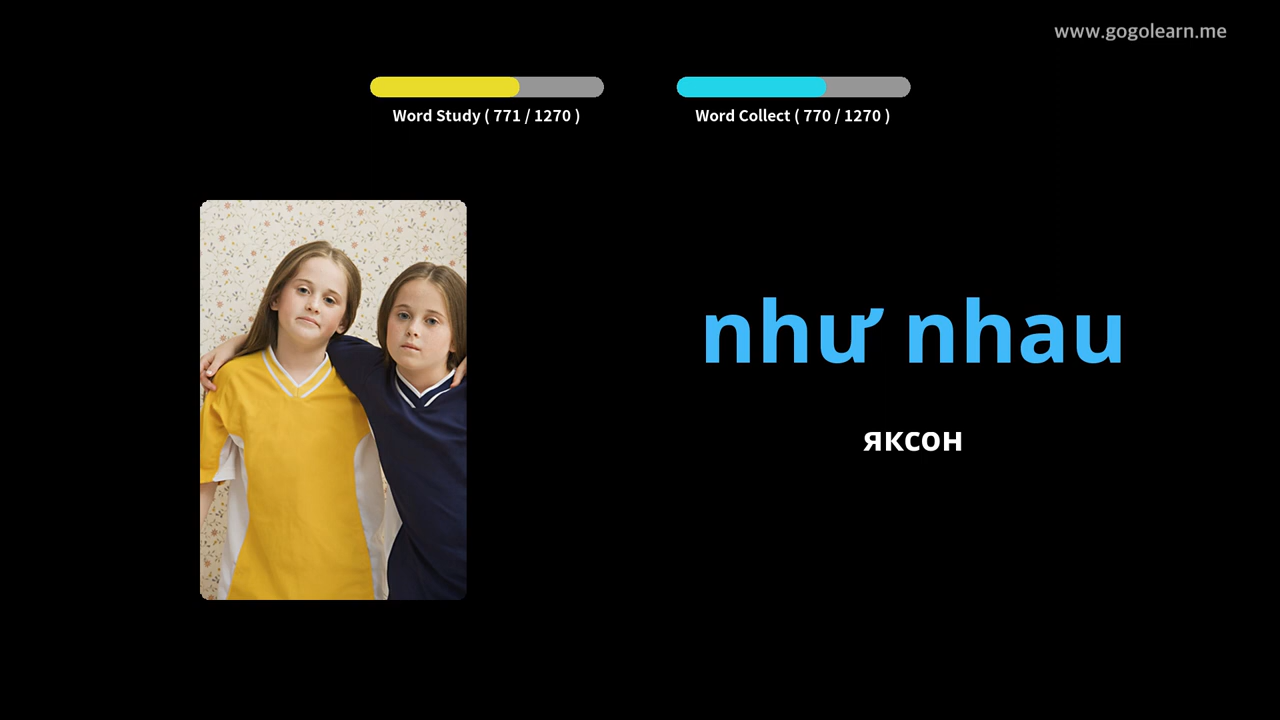 www.gogolearn.me
Word Study ( 771 / 1270 )
Word Collect ( 770 / 1270 )
như nhau
яксон